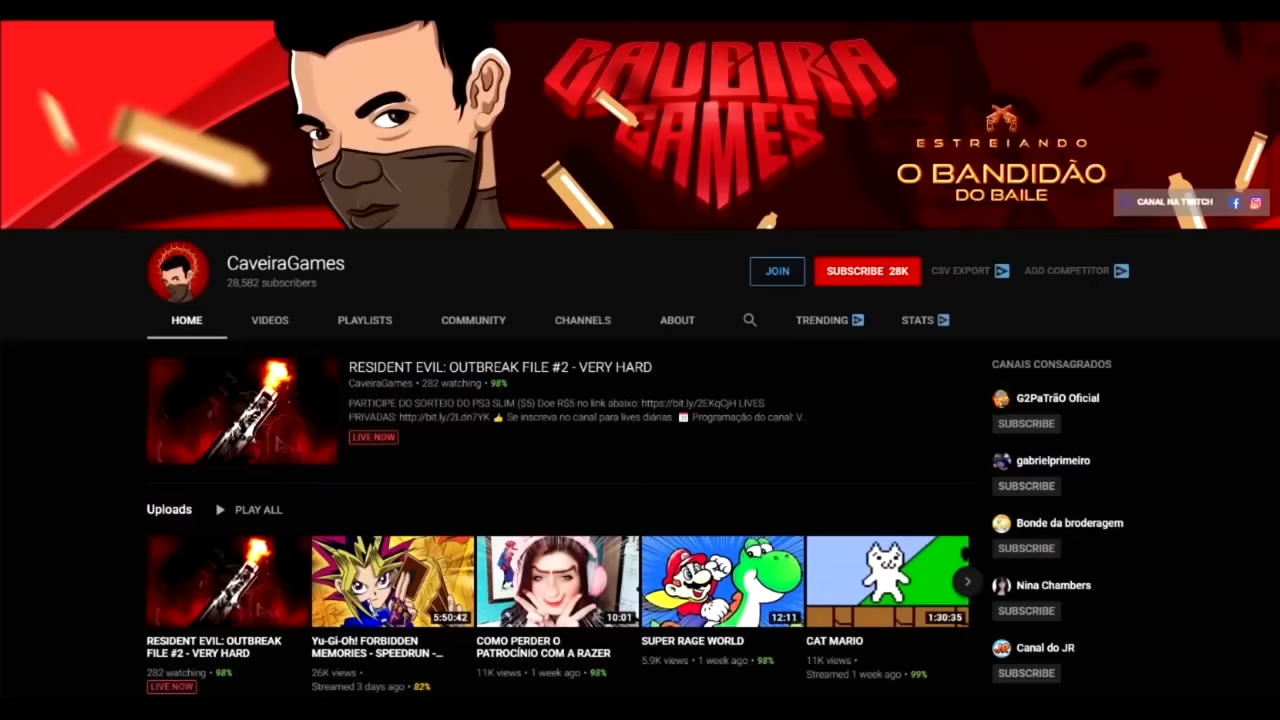 CAVEIRA
GAMES
ESTREIANDO
O BANDIDÃO
DO BAILE
CANAL NA TWITCH
CaveiraGames
28,582 subscribers
JOIN
SUBSCRIBE 28K
CSV EXPORT
ADD COMPETITOR
HOME
VIDEOS
PLAYLISTS
COMMUNITY
CHANNELS
ABOUT
TRENDING
STATS
RESIDENT EVIL: OUTBREAK FILE #2 - VERY HARD
CaveiraGames • 282 watching • 98%
PARTICIPE DO SORTEIO DO PS3 SLIM ($5) Doe R$5 no link abaixo: https://bit.ly/2EKqCjH LIVES
PRIVADAS: http://bit.ly/2Ldn7YK 👍 Se inscreva no canal para lives diárias 📅 Programação do canal: V...
LIVE NOW
CANAIS CONSAGRADOS
G2PaTrãO Oficial
SUBSCRIBE
gabrielprimeiro
SUBSCRIBE
Bonde da broderagem
SUBSCRIBE
Nina Chambers
SUBSCRIBE
Canal do JR
SUBSCRIBE
Uploads
PLAY ALL
RESIDENT EVIL: OUTBREAK
FILE #2 - VERY HARD
282 watching • 98%
LIVE NOW
5:50:42
Yu-Gi-Oh! FORBIDDEN
MEMORIES - SPEEDRUN -...
26K views •
Streamed 3 days ago • 82%
10:01
COMO PERDER O
PATROCÍNIO COM A RAZER
11K views • 1 week ago • 98%
12:11
SUPER RAGE WORLD
5.9K views • 1 week ago • 98%
1:30:35
CAT MARIO
11K views •
Streamed 1 week ago • 99%